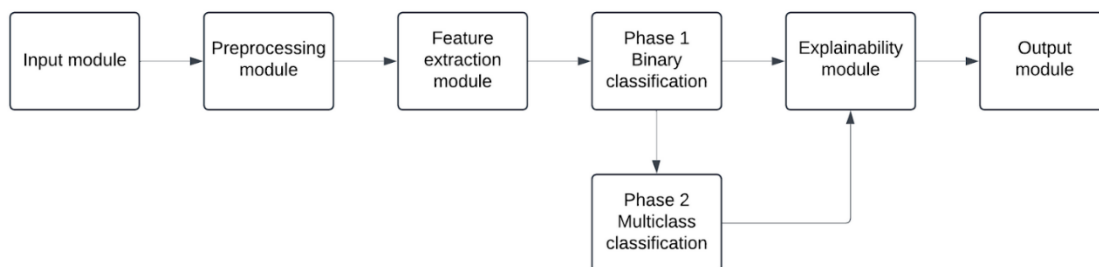 Input module
Preprocessing
module
Feature
extraction
module
Phase 1
Binary
classification
Explainability
module
Output
module
Phase 2
Multiclass
classification